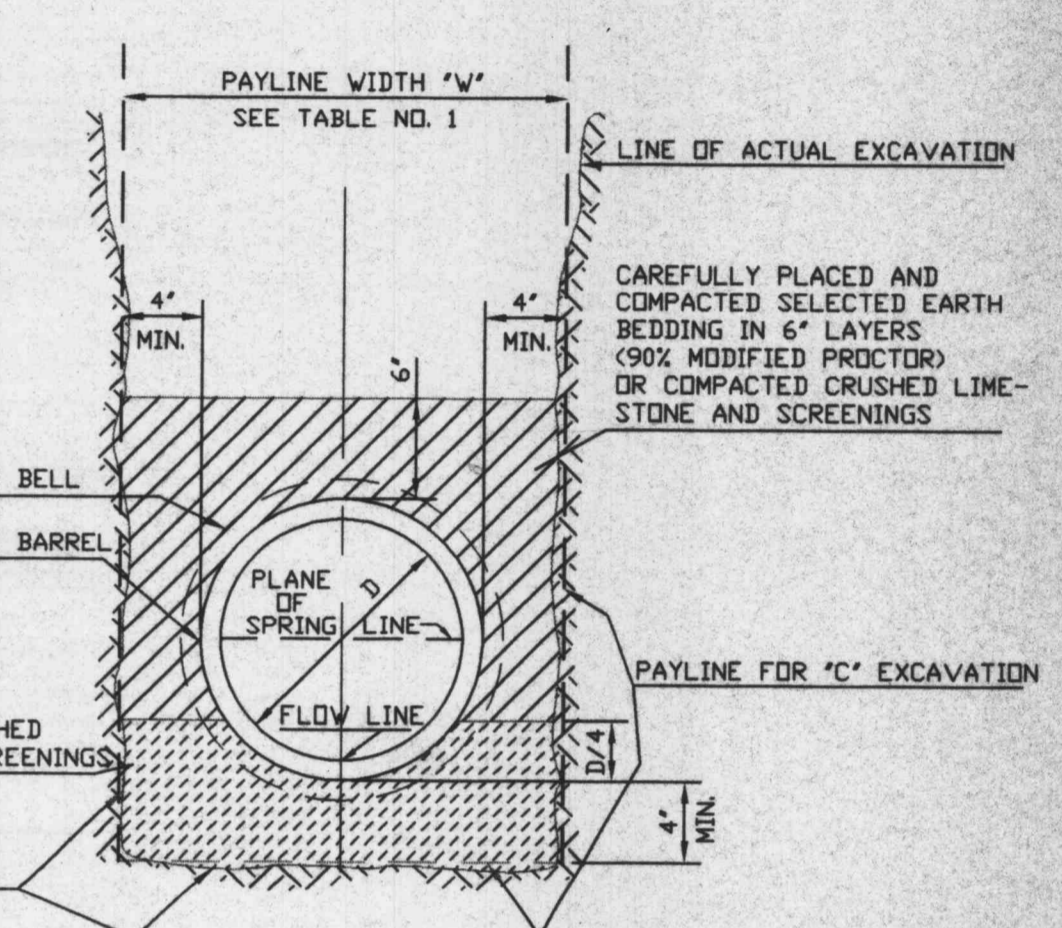 PAYLINE WIDTH "W"
SEE TABLE NO. 1
LINE OF ACTUAL EXCAVATION
4"
MIN.
4"
MIN.
6"
CAREFULLY PLACED AND
COMPACTED SELECTED EARTH
BEDDING IN 6" LAYERS
(90% MODIFIED PROCTOR)
OR COMPACTED CRUSHED LIME-
STONE AND SCREENINGS
BELL
BARREL
PLANE
OF
SPRING LINE
D
FLOW LINE
PAYLINE FOR "C" EXCAVATION
HED
REENINGS
D/4
4"
MIN.